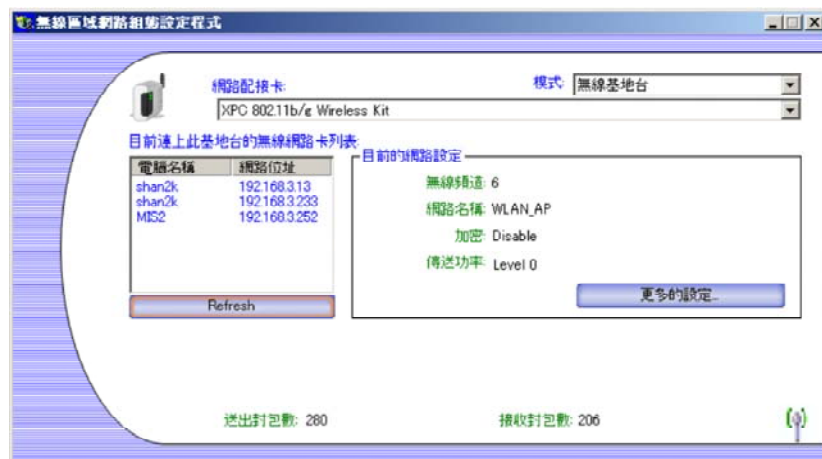 無線區域網路組態設定程式
網路配接卡:
模式:
無線基地台
XPC 802.11b/g Wireless Kit
目前連上此基地台的無線網路卡列表:
電腦名稱 網路位址
shan2k 192.168.3.13
shan2k 192.168.3.233
MIS2 192.168.3.252
Refresh
目前的網路設定
無線頻道: 6
網路名稱: WLAN_AP
加密: Disable
傳送功率: Level 0
更多的設定...
送出封包數: 280
接收封包數: 206